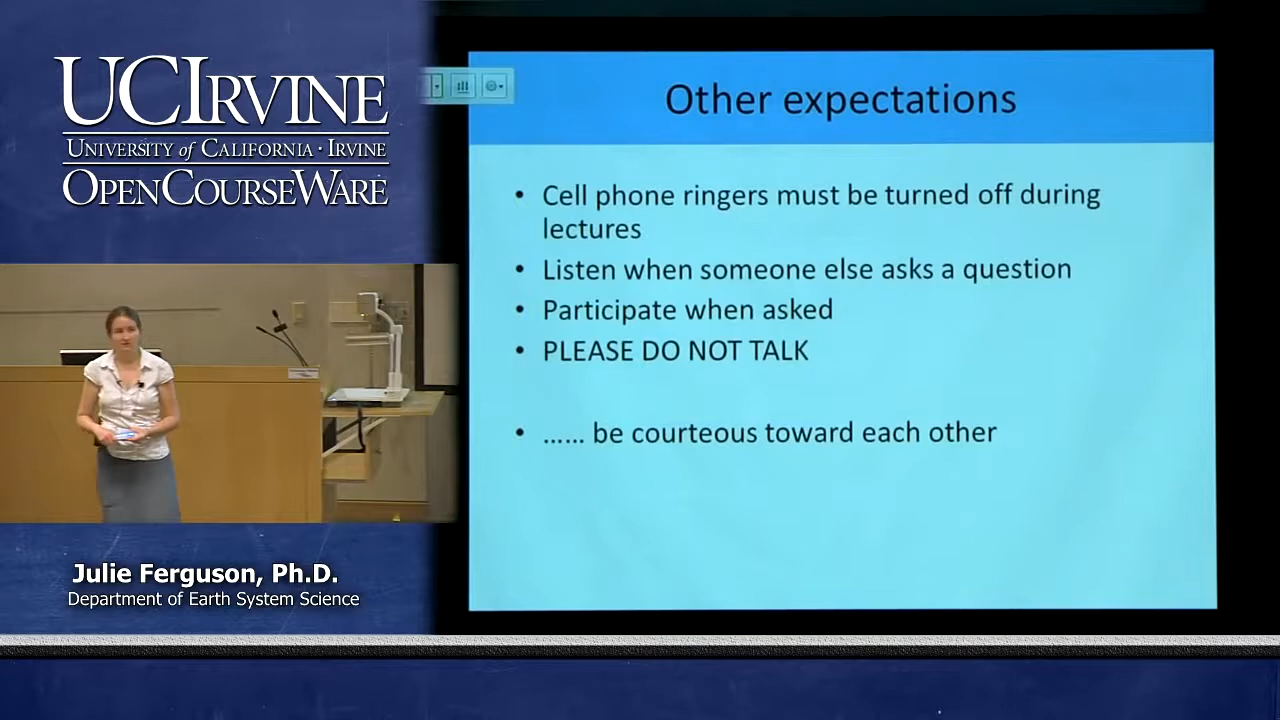 UCIRVINE
UNIVERSITY of CALIFORNIA · IRVINE
OPENCOURSEWARE
Julie Ferguson, Ph.D.
Department of Earth System Science
Other expectations
• Cell phone ringers must be turned off during
lectures
• Listen when someone else asks a question
• Participate when asked
• PLEASE DO NOT TALK
• …… be courteous toward each other